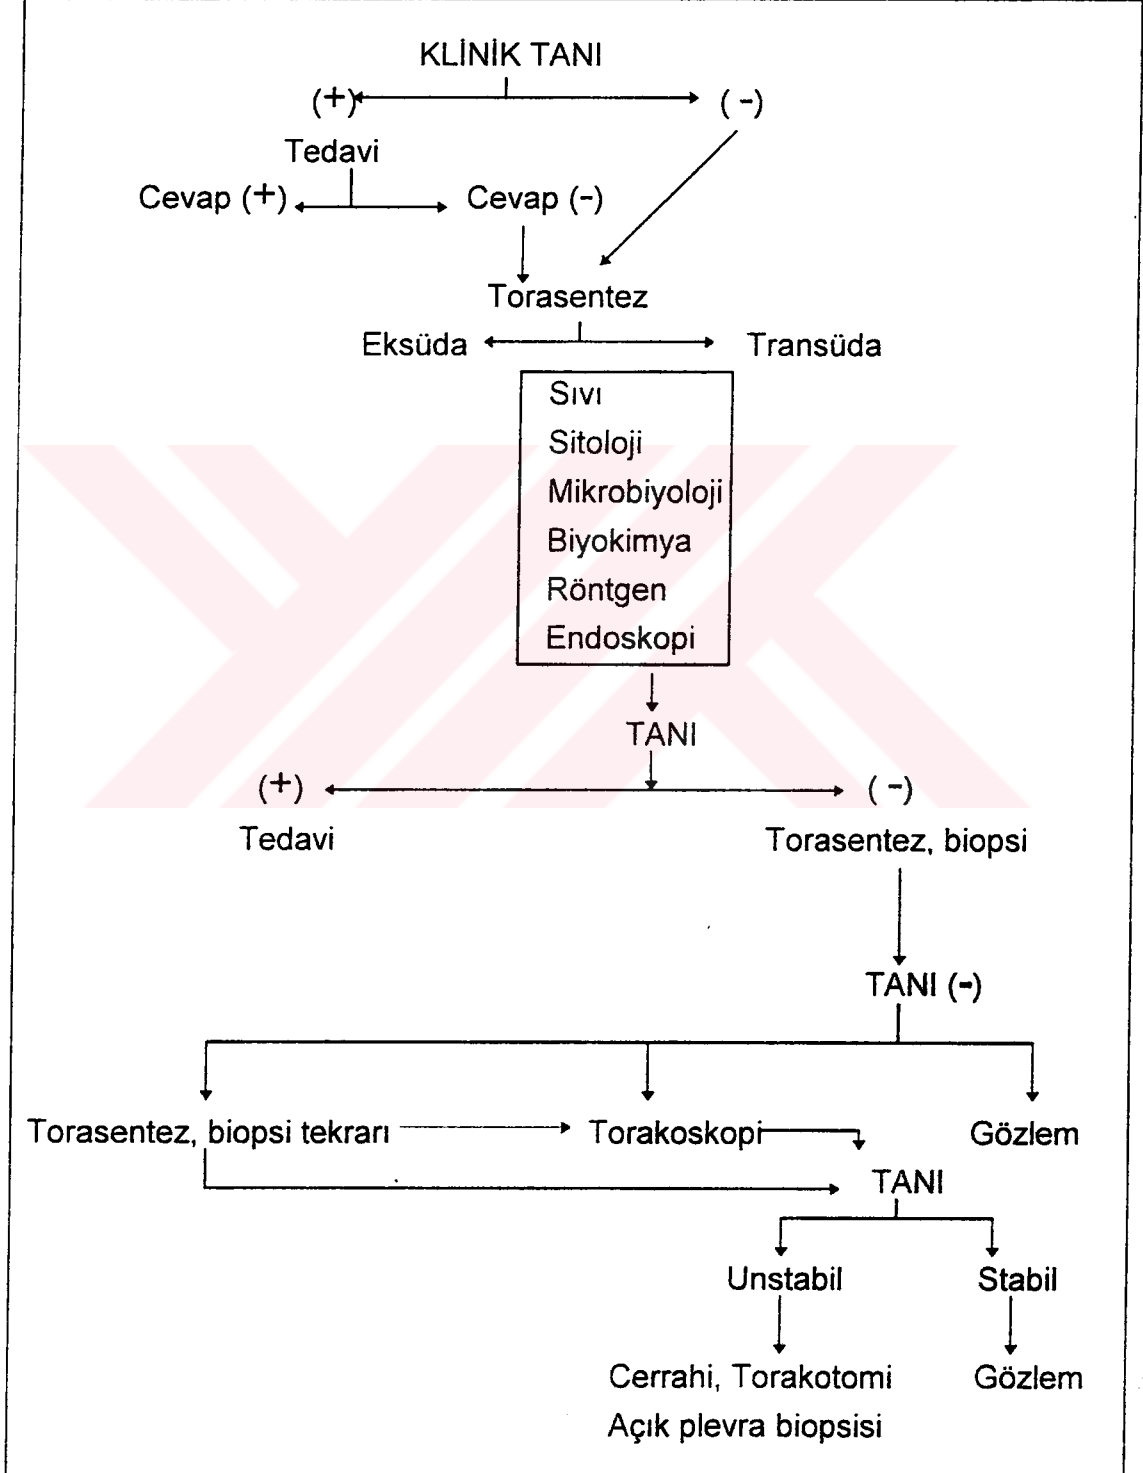 KLİNİK TANI
(+) (-)
Tedavi
Cevap (+) Cevap (-)
Torasentez
Eksüda Transüda
Sıvı
Sitoloji
Mikrobiyoloji
Biyokimya
Röntgen
Endoskopi
TANI
(+) (-)
Tedavi Torasentez, biopsi
TANI (-)
Torasentez, biopsi tekrarı Torakoskopi Gözlem
TANI
Unstabil Stabil
Cerrahi, Torakotomi Gözlem
Açık plevra biopsisi